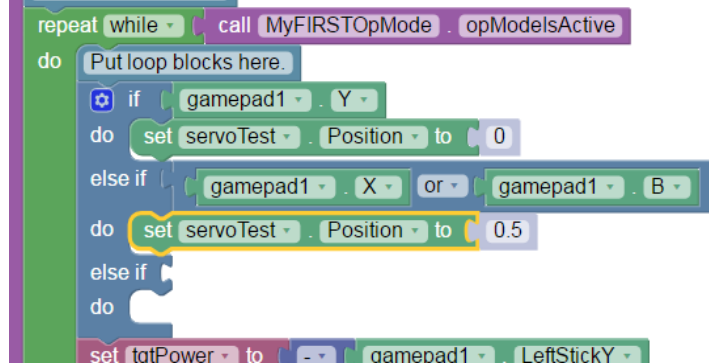 repeat while call MyFIRSTOpMode . opModeIsActive
do Put loop blocks here.
if gamepad1 . Y
do set servoTest . Position to 0
else if gamepad1 . X or gamepad1 . B
do set servoTest . Position to 0.5
else if
do
set tgtPower to - gamepad1 . LeftStickY